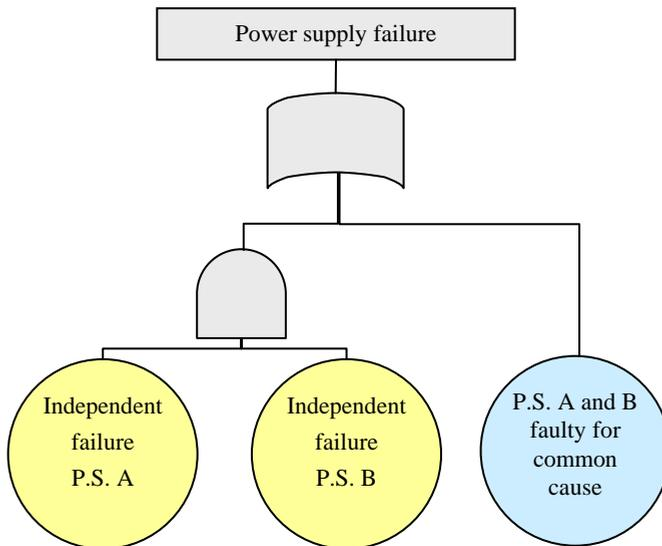 Power supply failure
Independent
failure
P.S. A
Independent
failure
P.S. B
P.S. A and B
faulty for
common
cause